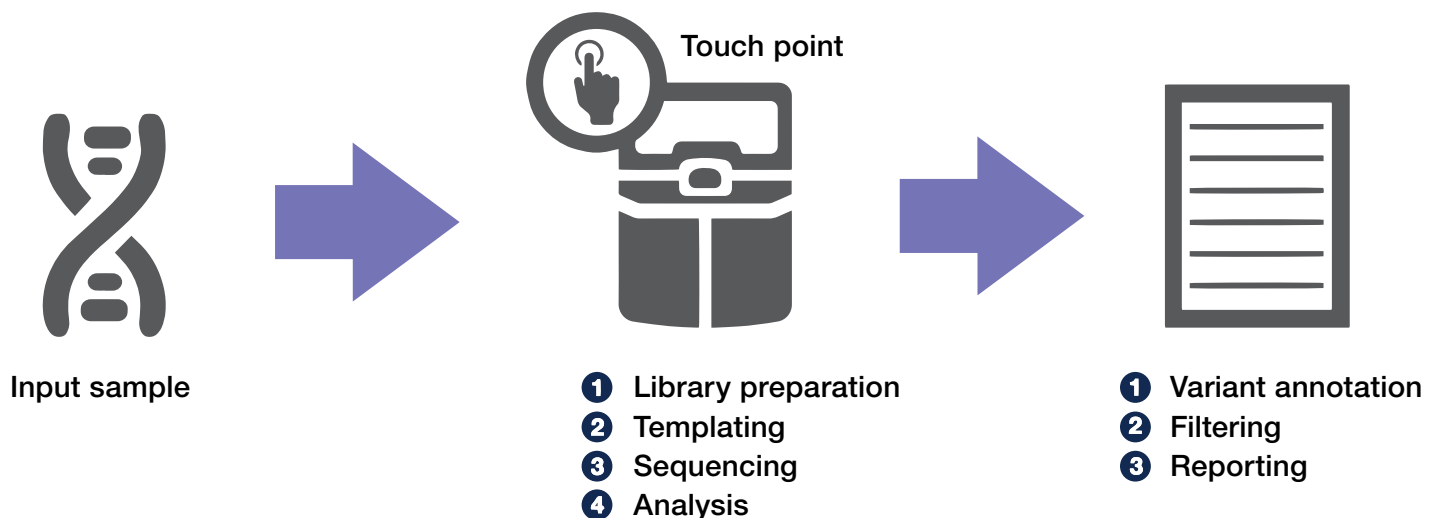 Touch point
Input sample
1 Library preparation
2 Templating
3 Sequencing
4 Analysis
1 Variant annotation
2 Filtering
3 Reporting